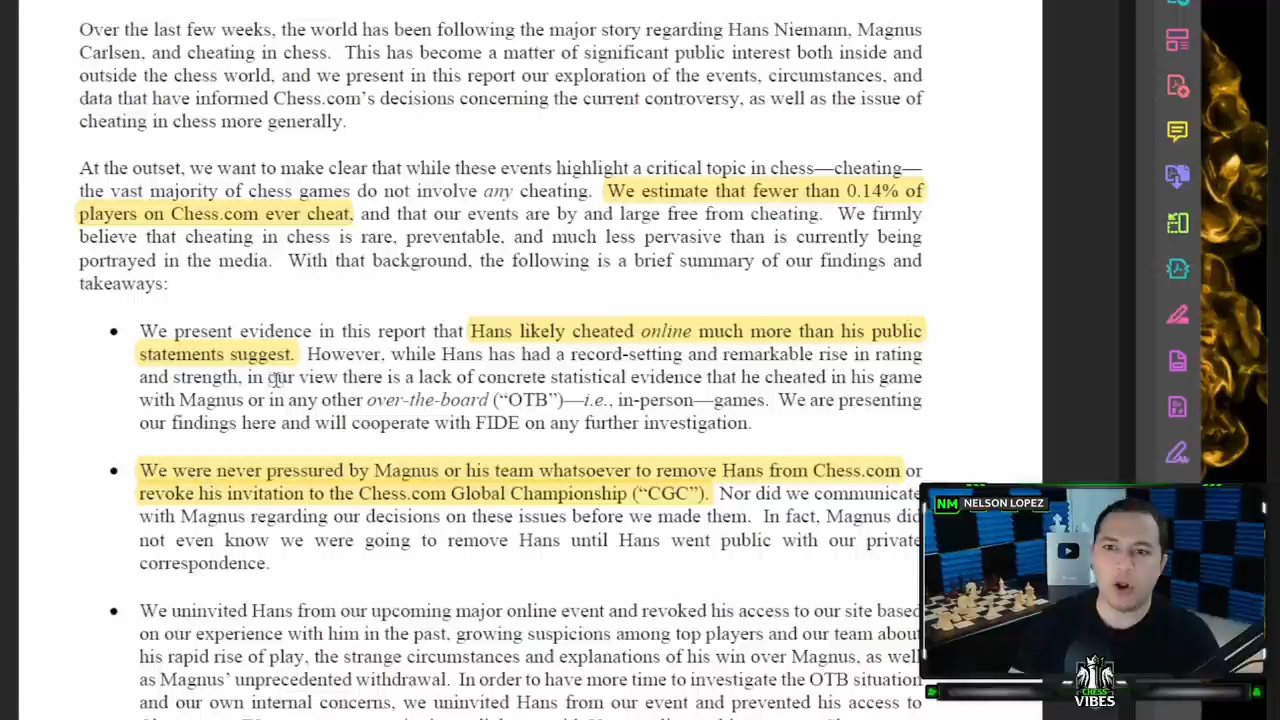 Over the last few weeks, the world has been following the major story regarding Hans Niemann, Magnus
Carlsen, and cheating in chess. This has become a matter of significant public interest both inside and
outside the chess world, and we present in this report our exploration of the events, circumstances, and
data that have informed Chess.com's decisions concerning the current controversy, as well as the issue of
cheating in chess more generally.
At the outset, we want to make clear that while these events highlight a critical topic in chess—cheating—
the vast majority of chess games do not involve any cheating. We estimate that fewer than 0.14% of
players on Chess.com ever cheat, and that our events are by and large free from cheating. We firmly
believe that cheating in chess is rare, preventable, and much less pervasive than is currently being
portrayed in the media. With that background, the following is a brief summary of our findings and
takeaways:
• We present evidence in this report that Hans likely cheated online much more than his public
statements suggest. However, while Hans has had a record-setting and remarkable rise in rating
and strength, in our view there is a lack of concrete statistical evidence that he cheated in his game
with Magnus or in any other over-the-board (“OTB”)—i.e., in-person—games. We are presenting
our findings here and will cooperate with FIDE on any further investigation.
• We were never pressured by Magnus or his team whatsoever to remove Hans from Chess.com or
revoke his invitation to the Chess.com Global Championship (“CGC”). Nor did we communicate
with Magnus regarding our decisions on these issues before we made them. In fact, Magnus did
not even know we were going to remove Hans until Hans went public with our private
correspondence.
• We uninvited Hans from our upcoming major online event and revoked his access to our site based
on our experience with him in the past, growing suspicions among top players and our team about
his rapid rise of play, the strange circumstances and explanations of his win over Magnus, as well
as Magnus' unprecedented withdrawal. In order to have more time to investigate the OTB situation
and our own internal concerns, we uninvited Hans from our event and prevented his access to
NM NELSON LOPEZ
CHESS
VIBES